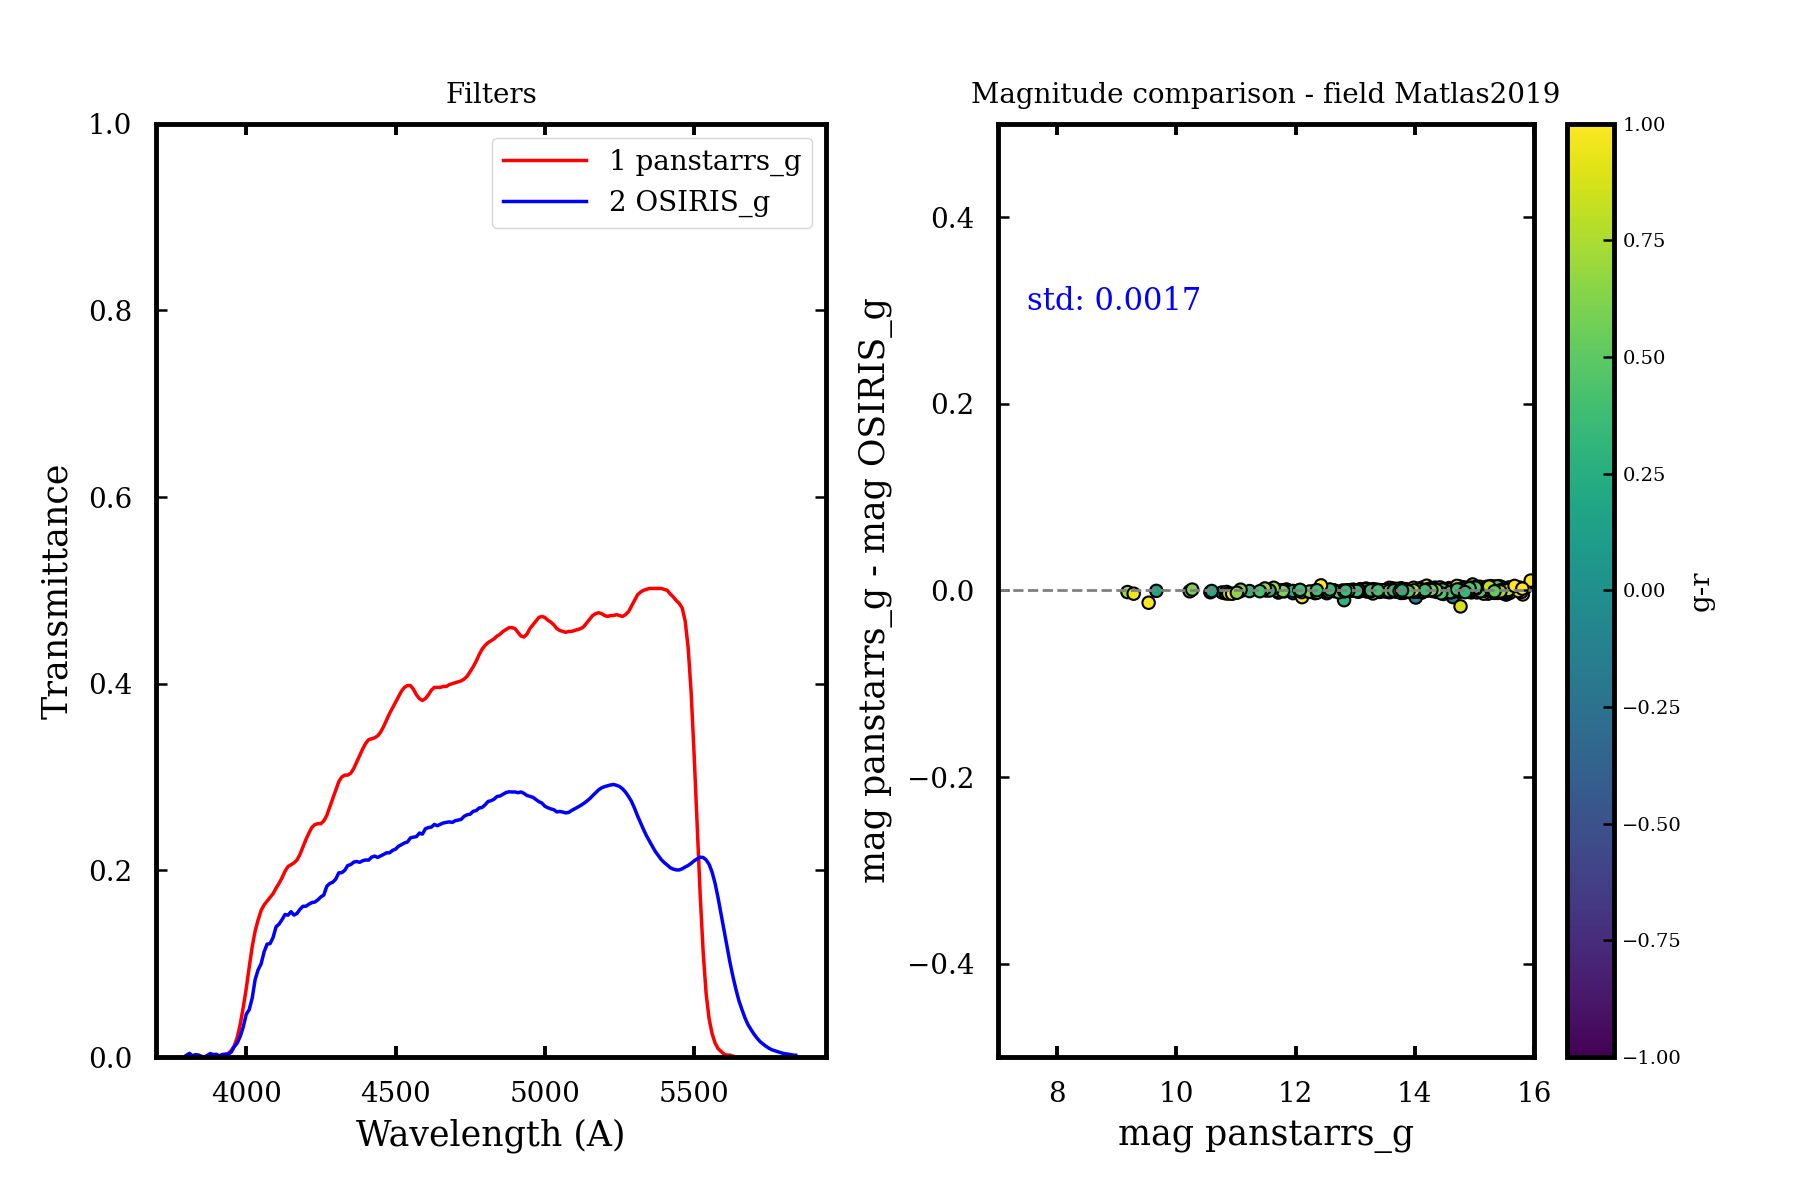 Filters
1.0
0.8
0.6
0.4
0.2
0.0
Transmittance
1 panstarrs_g
2 OSIRIS_g
4000 4500 5000 5500
Wavelength (A)
Magnitude comparison - field Matlas2019
0.4
0.2
0.0
−0.2
−0.4
mag panstarrs_g - mag OSIRIS_g
std: 0.0017
8 10 12 14 16
mag panstarrs_g
1.00
0.75
0.50
0.25
0.00
−0.25
−0.50
−0.75
−1.00
g-r